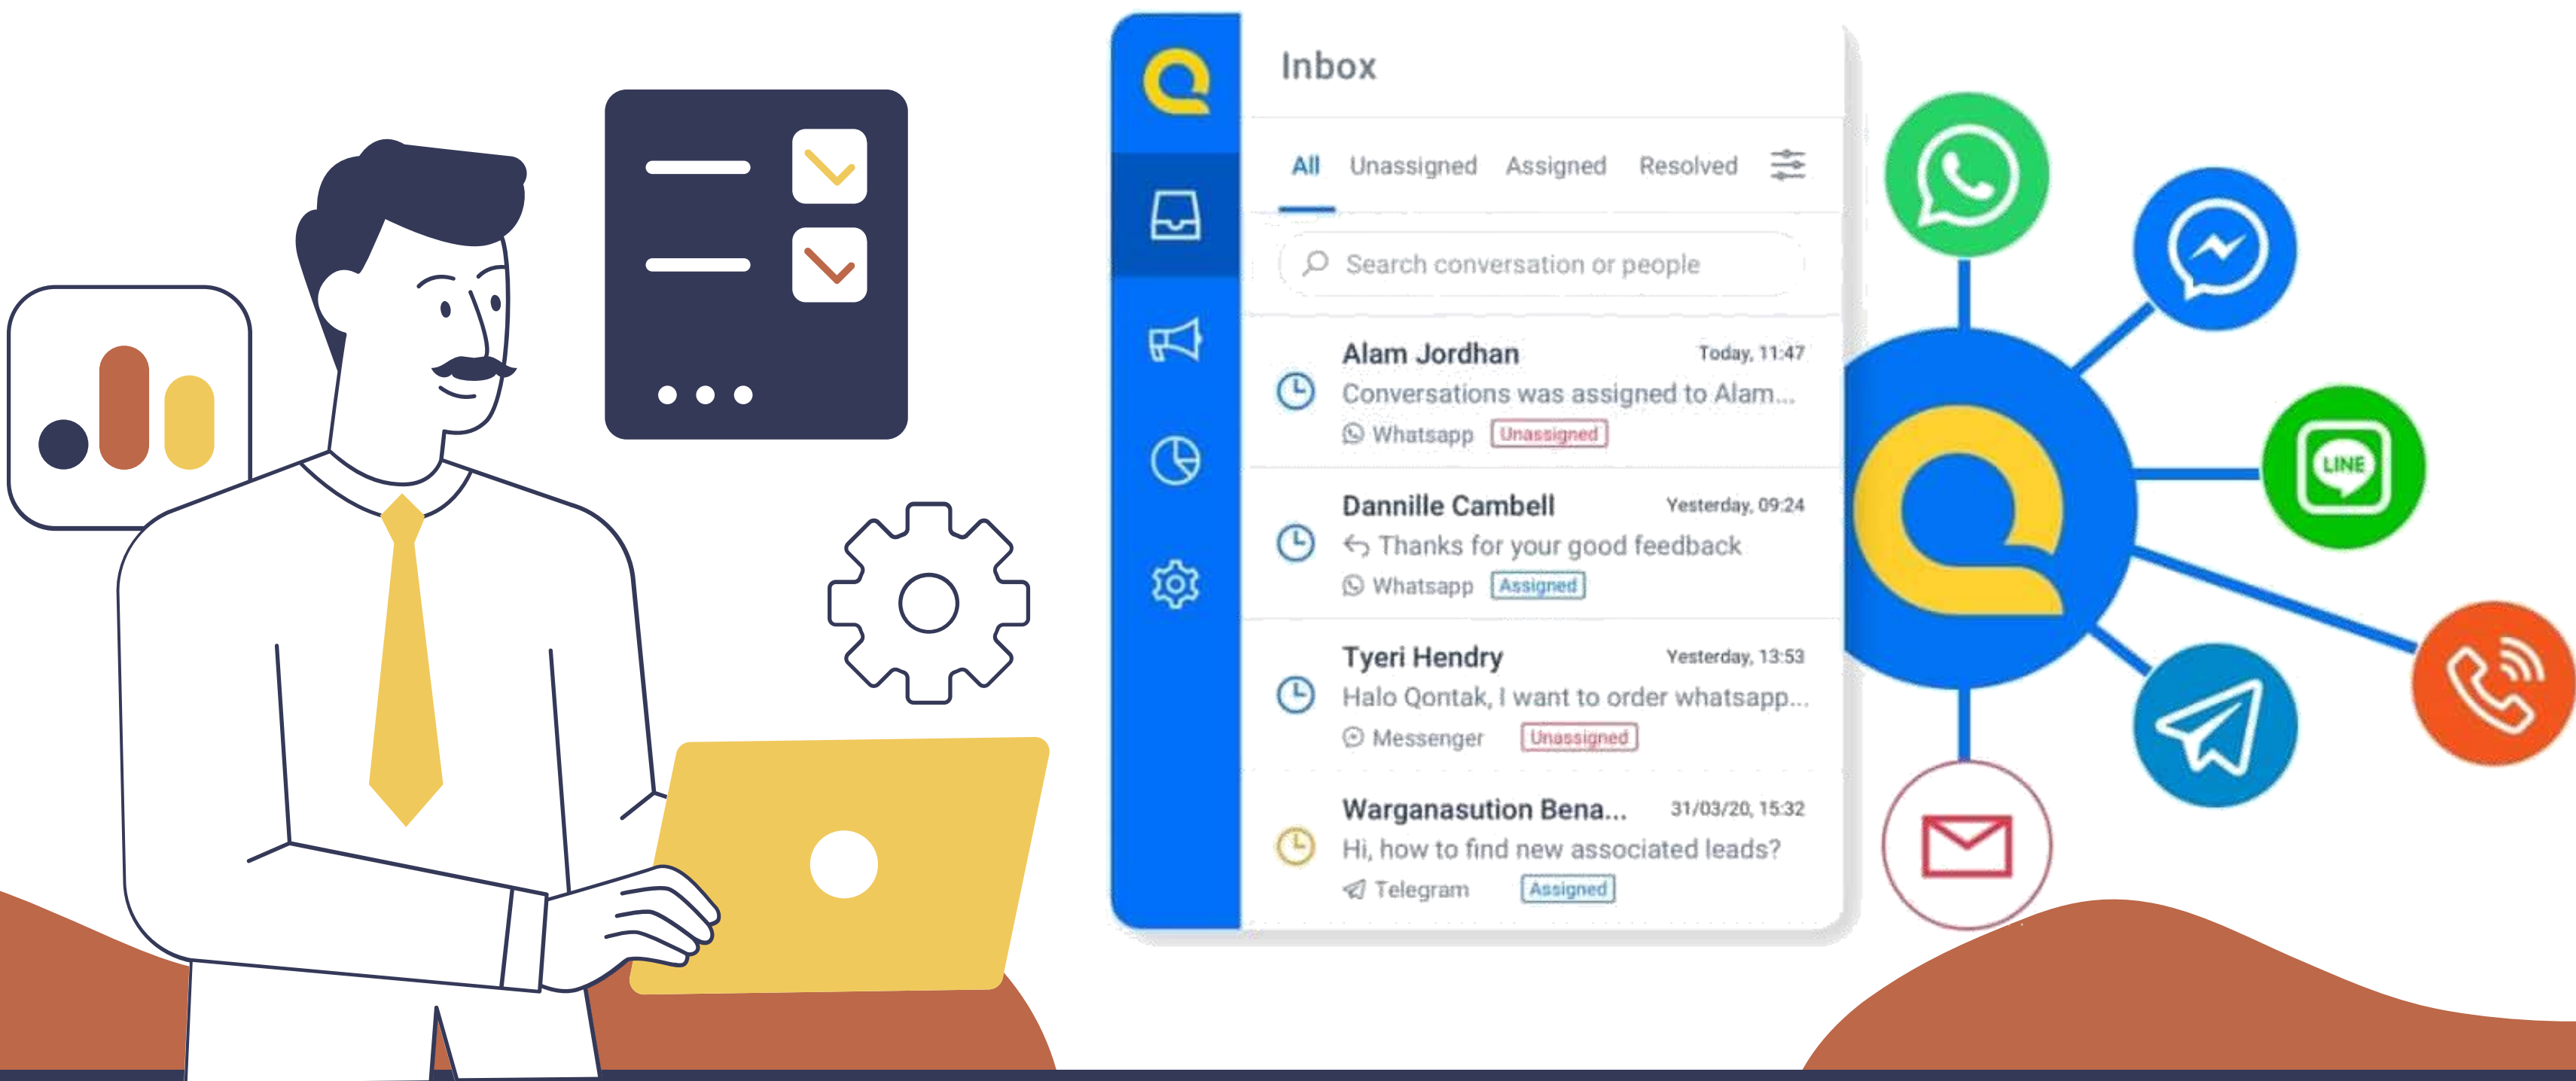 Inbox
All Unassigned Assigned Resolved
Search conversation or people
Alam Jordhan Today, 11:47
Conversations was assigned to Alam...
Whatsapp Unassigned
Dannille Cambell Yesterday, 09:24
Thanks for your good feedback
Whatsapp Assigned
Tyeri Hendry Yesterday, 13:53
Halo Qontak, I want to order whatsapp...
Messenger Unassigned
Warganasution Bena... 31/03/20, 15:32
Hi, how to find new associated leads?
Telegram Assigned
LINE